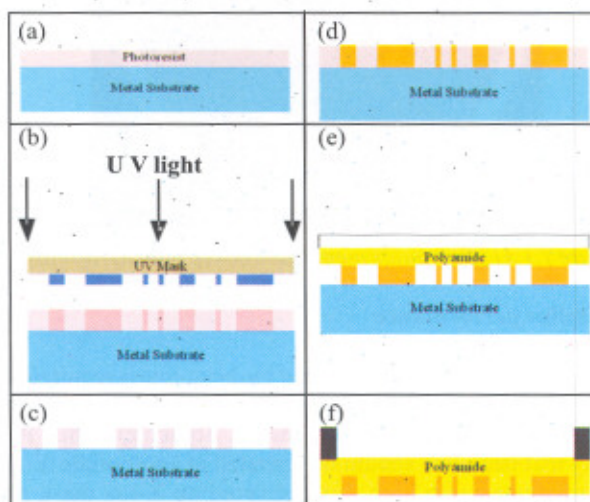 (a)
Photoresist
Metal Substrate
(b)
U V light
UV Mask
Metal Substrate
(c)
Metal Substrate
(d)
Metal Substrate
(e)
Polyamide
Metal Substrate
(f)
Polyamide